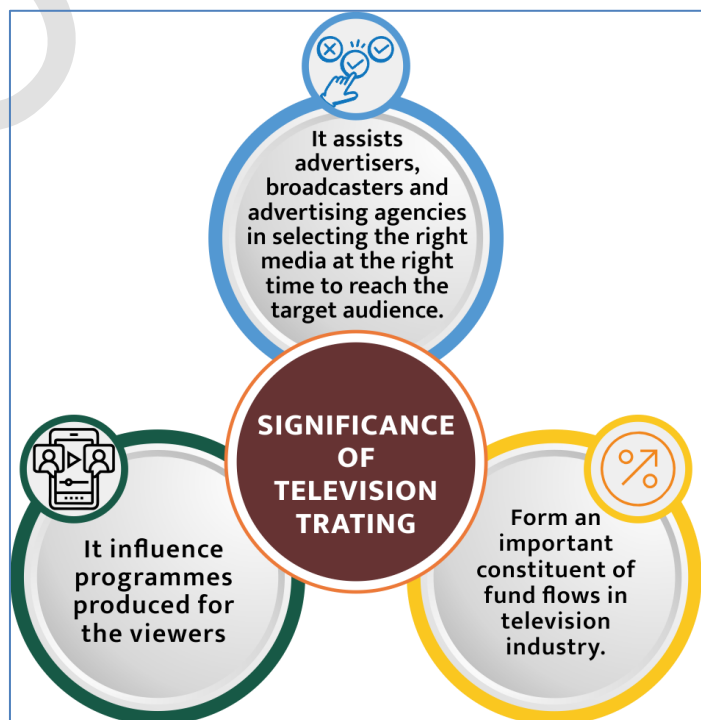 It assists
advertisers,
broadcasters and
advertising agencies
in selecting the right
media at the right
time to reach the
target audience.
SIGNIFICANCE
OF
TELEVISION
TRATING
It influence
programmes
produced for
the viewers
Form an
important
constituent of
fund flows in
television
industry.